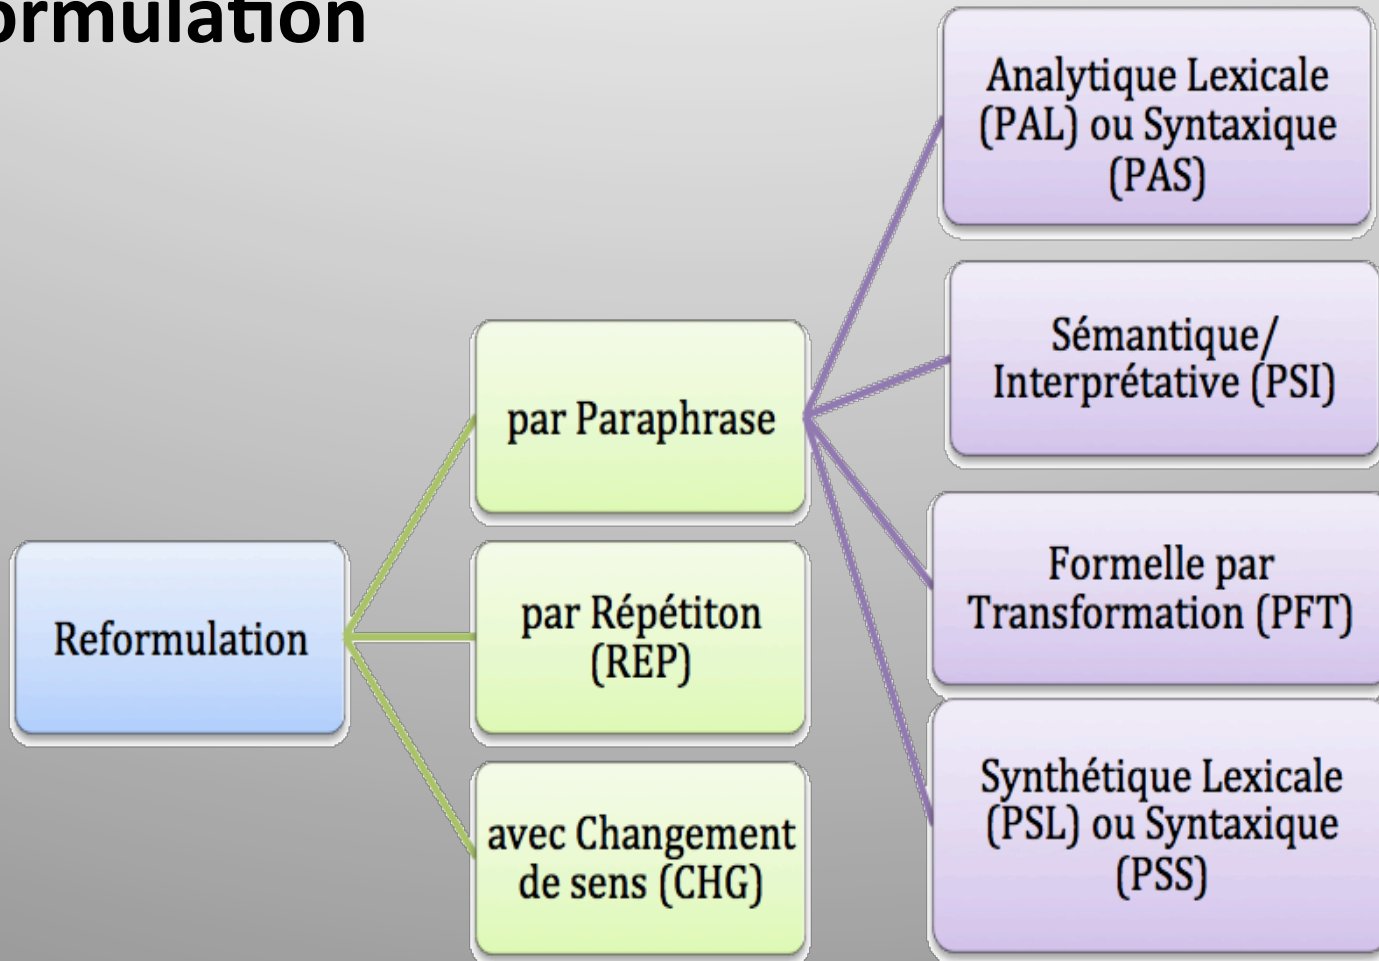 ormulation
Reformulation
par Paraphrase
par Répétiton
(REP)
avec Changement
de sens (CHG)
Analytique Lexicale
(PAL) ou Syntaxique
(PAS)
Sémantique/
Interprétative (PSI)
Formelle par
Transformation (PFT)
Synthétique Lexicale
(PSL) ou Syntaxique
(PSS)